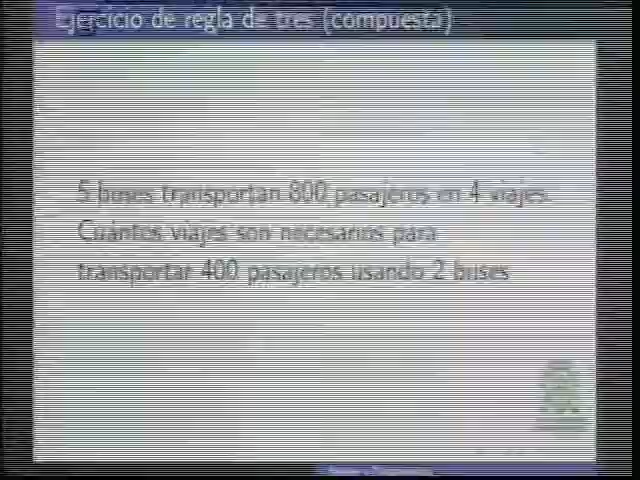 Ejercicio de regla de tres (compuesta)
5 buses transportan 800 pasajeros en 4 viajes.
Cuántos viajes son necesarios para
transportar 400 pasajeros usando 2 buses